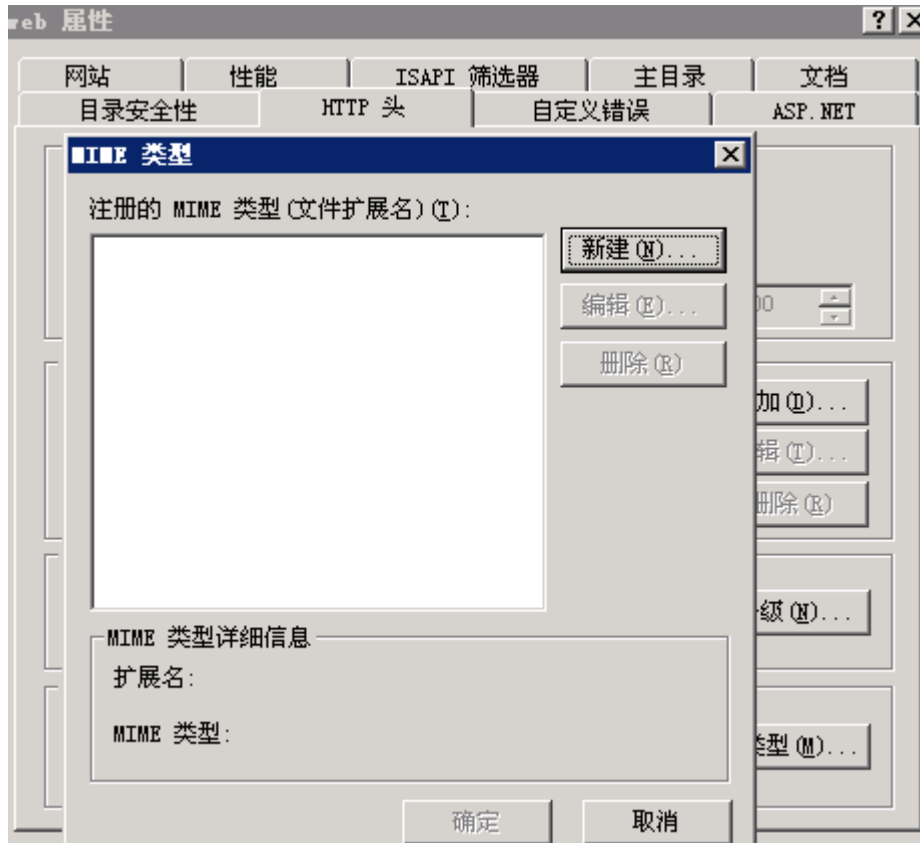 web 属性
网站 性能 ISAPI 筛选器 主目录 文档
目录安全性 HTTP 头 自定义错误 ASP.NET
MIME 类型
注册的 MIME 类型(文件扩展名)(T):
新建(N)...
编辑(E)...
00
删除(R)
加(D)...
辑(T)...
删除(R)
级(N)...
MIME 类型详细信息
扩展名:
MIME 类型:
类型(M)...
确定 取消